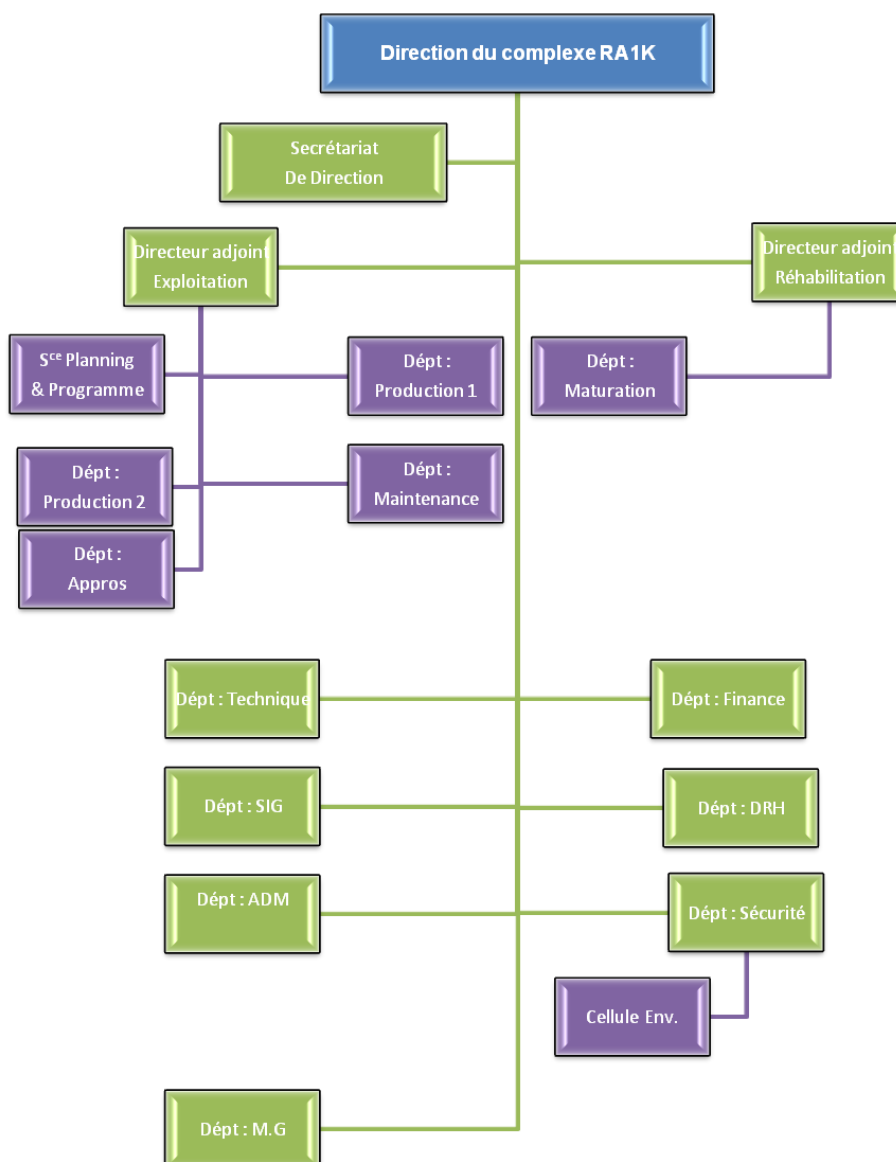 Direction du complexe RA1K
Secrétariat
De Direction
Directeur adjoint
Exploitation
Directeur adjoint
Réhabilitation
Sce Planning
& Programme
Dépt :
Production 1
Dépt :
Maturation
Dépt :
Production 2
Dépt :
Maintenance
Dépt :
Appros
Dépt : Technique
Dépt : Finance
Dépt : SIG
Dépt : DRH
Dépt : ADM
Dépt : Sécurité
Cellule Env.
Dépt : M.G